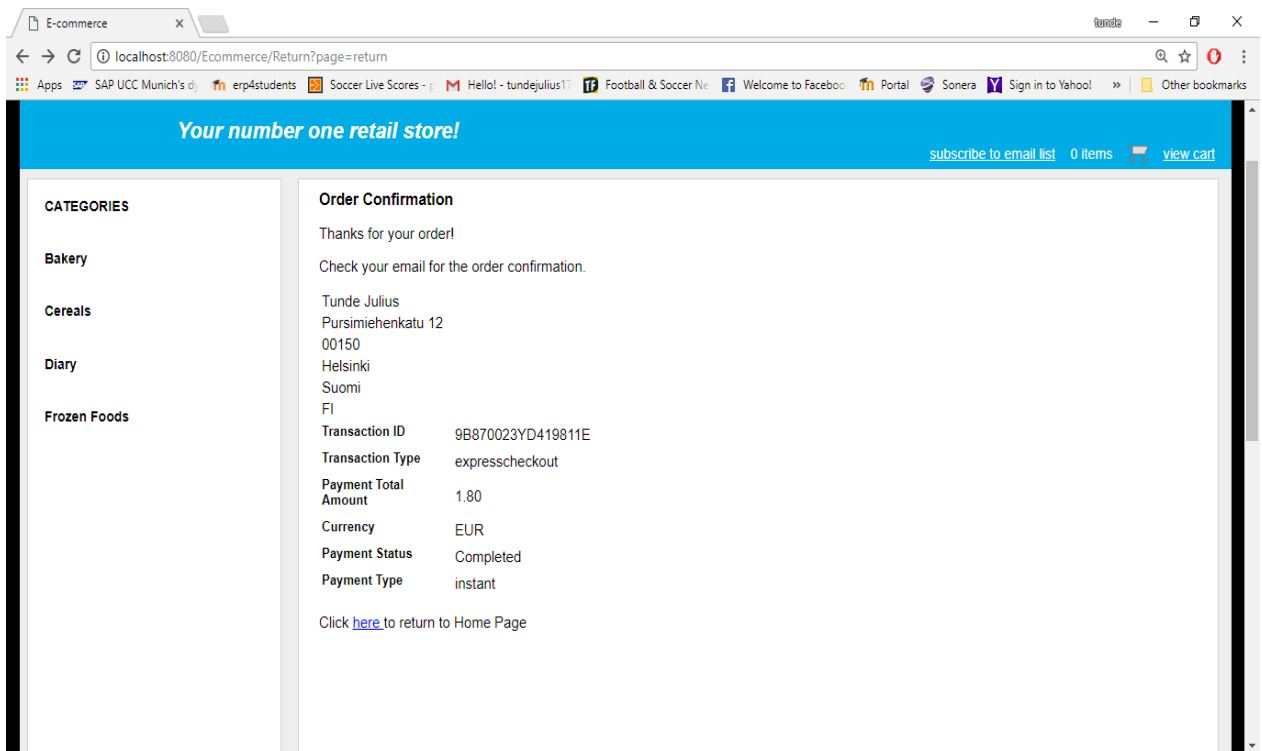 E-commerce
tunde
localhost:8080/Ecommerce/Return?page=return
Apps SAP UCC Munich's dy erp4students Soccer Live Scores - p Hello! - tundejulius17 Football & Soccer Ne Welcome to Faceboo Portal Sonera Sign in to Yahoo! » Other bookmarks
Your number one retail store!
subscribe to email list 0 items view cart
CATEGORIES
Bakery
Cereals
Diary
Frozen Foods
Order Confirmation
Thanks for your order!
Check your email for the order confirmation.
Tunde Julius
Pursimiehenkatu 12
00150
Helsinki
Suomi
FI
Transaction ID 9B870023YD419811E
Transaction Type expresscheckout
Payment Total
Amount 1.80
Currency EUR
Payment Status Completed
Payment Type instant
Click here to return to Home Page